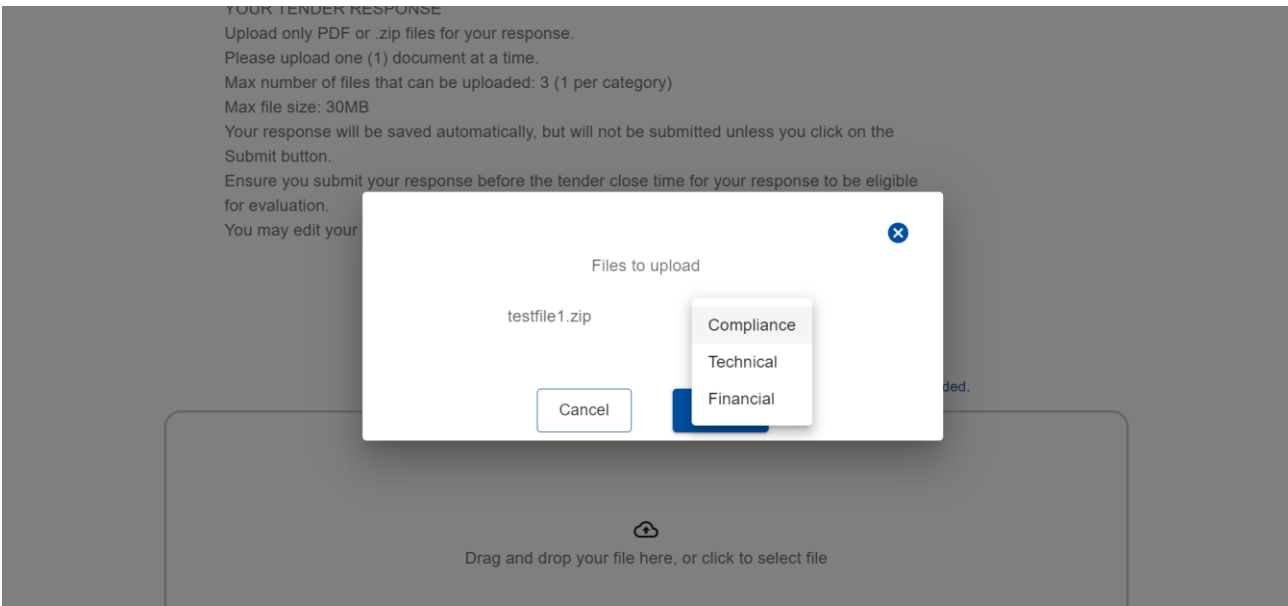 YOUR TENDER RESPONSE
Upload only PDF or .zip files for your response.
Please upload one (1) document at a time.
Max number of files that can be uploaded: 3 (1 per category)
Max file size: 30MB
Your response will be saved automatically, but will not be submitted unless you click on the
Submit button.
Ensure you submit your response before the tender close time for your response to be eligible
for evaluation.
You may edit your
Files to upload
testfile1.zip
Compliance
Technical
Financial
Cancel
Drag and drop your file here, or click to select file